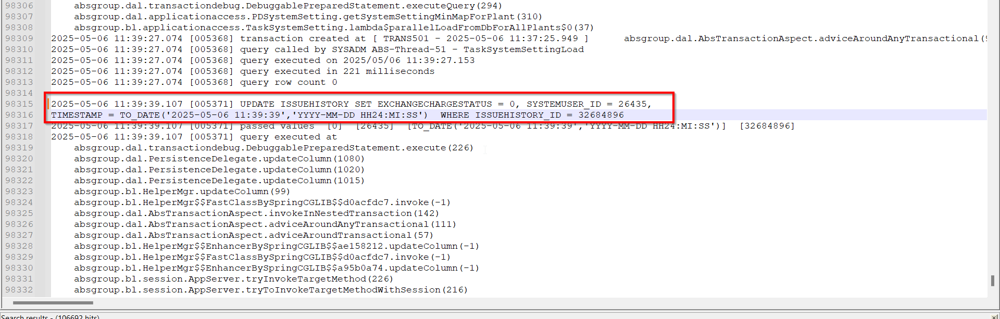 98306 absgroup.dal.transactiondebug.DebuggablePreparedStatement.executeQuery(294)
98307 absgroup.dal.applicationaccess.PDSystemSetting.getSystemSettingMinMapForPlant(310)
98308 absgroup.bl.applicationaccess.TaskSystemSetting.lambda$parallelLoadFromDbForAllPlants$0(37)
98309 2025-05-06 11:39:27.074 [005368] transaction created at [ TRANS501 - 2025-05-06 11:37:25.949 ] absgroup.dal.AbsTransactionAspect.adviceAroundAnyTransactional(
98310 2025-05-06 11:39:27.074 [005368] query called by SYSADM ABS-Thread-51 - TaskSystemSettingLoad
98311 2025-05-06 11:39:27.074 [005368] query executed on 2025/05/06 11:39:27.153
98312 2025-05-06 11:39:27.074 [005368] query executed in 221 milliseconds
98313 2025-05-06 11:39:27.074 [005368] query row count 0
98314
98315 2025-05-06 11:39:39.107 [005371] UPDATE ISSUEHISTORY SET EXCHANGECHARGESTATUS = 0, SYSTEMUSER_ID = 26435,
98316 TIMESTAMP = TO_DATE('2025-05-06 11:39:39','YYYY-MM-DD HH24:MI:SS') WHERE ISSUEHISTORY_ID = 32684896
98317 2025-05-06 11:39:39.107 [005371] passed values [0] [26435] [TO_DATE('2025-05-06 11:39:39','YYYY-MM-DD HH24:MI:SS')] [32684896]
98318 2025-05-06 11:39:39.107 [005371] query executed at
98319 absgroup.dal.transactiondebug.DebuggablePreparedStatement.execute(226)
98320 absgroup.dal.PersistenceDelegate.updateColumn(1080)
98321 absgroup.dal.PersistenceDelegate.updateColumn(1020)
98322 absgroup.dal.PersistenceDelegate.updateColumn(1015)
98323 absgroup.bl.HelperMgr.updateColumn(99)
98324 absgroup.bl.HelperMgr$$FastClassBySpringCGLIB$$d0acfdc7.invoke(-1)
98325 absgroup.dal.AbsTransactionAspect.invokeInNestedTransaction(142)
98326 absgroup.dal.AbsTransactionAspect.adviceAroundAnyTransactional(111)
98327 absgroup.dal.AbsTransactionAspect.adviceAroundTransactional(57)
98328 absgroup.bl.HelperMgr$$EnhancerBySpringCGLIB$$ae158212.updateColumn(-1)
98329 absgroup.bl.HelperMgr$$FastClassBySpringCGLIB$$d0acfdc7.invoke(-1)
98330 absgroup.bl.HelperMgr$$EnhancerBySpringCGLIB$$a95b0a74.updateColumn(-1)
98331 absgroup.bl.session.AppServer.tryInvokeTargetMethod(226)
98332 absgroup.bl.session.AppServer.tryToInvokeTargetMethodWithSession(216)
Search results - (106692 hits)